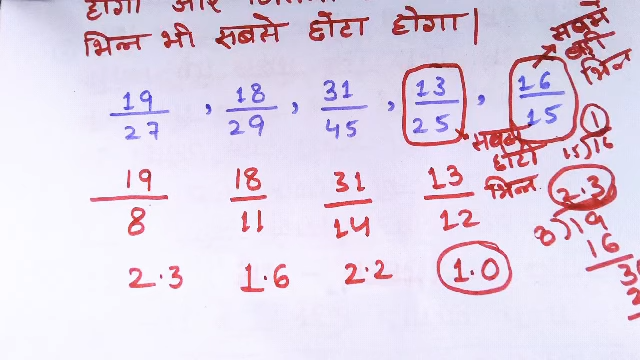 होगा और
भिन्न भी सबसे छोटा होगा|
सबसे बड़ी भिन्न
19/27 , 18/29 , 31/45 , 13/25 , 16/15
सबसे छोटी भिन्न
19/8 18/11 31/14 13/12
2.3 1.6 2.2 1.0
1
15)16
2.3
8)19
16